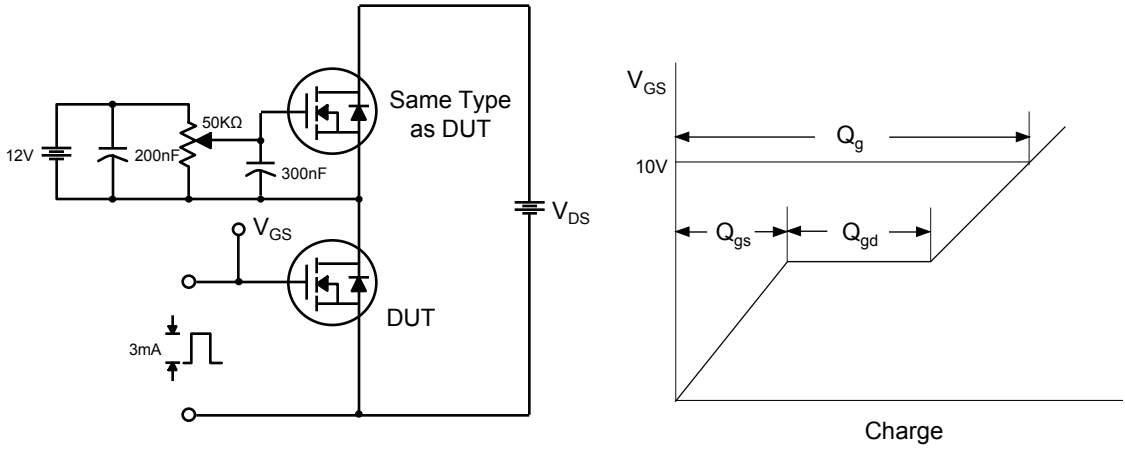 12V
200nF
50KΩ
300nF
Same Type
as DUT
V_DS
V_GS
DUT
3mA
V_GS
10V
Q_g
Q_gs
Q_gd
Charge